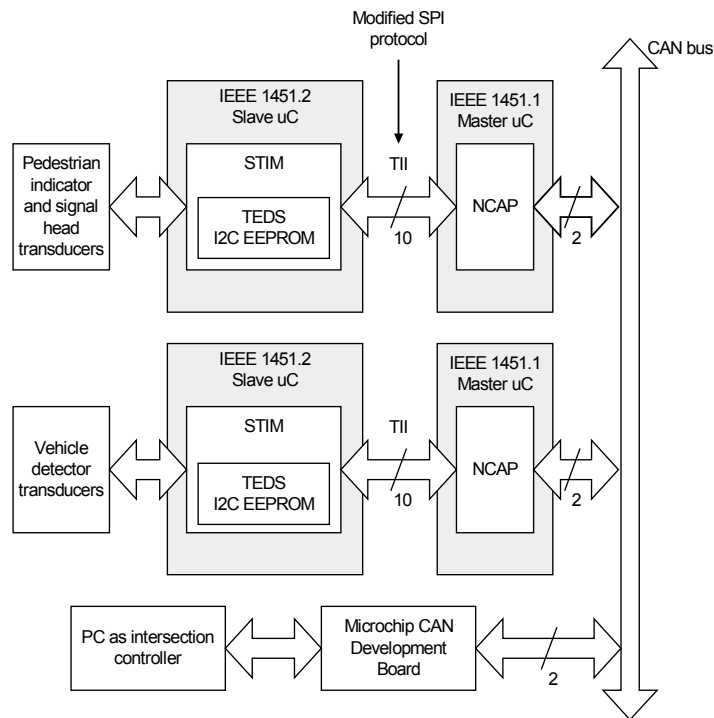 Modified SPI
protocol
CAN bus
IEEE 1451.2
Slave uC
IEEE 1451.1
Master uC
Pedestrian
indicator
and signal
head
transducers
STIM
TEDS
I2C EEPROM
TII
10
NCAP
2
IEEE 1451.2
Slave uC
IEEE 1451.1
Master uC
Vehicle
detector
transducers
STIM
TEDS
I2C EEPROM
TII
10
NCAP
2
PC as intersection
controller
Microchip CAN
Development
Board
2